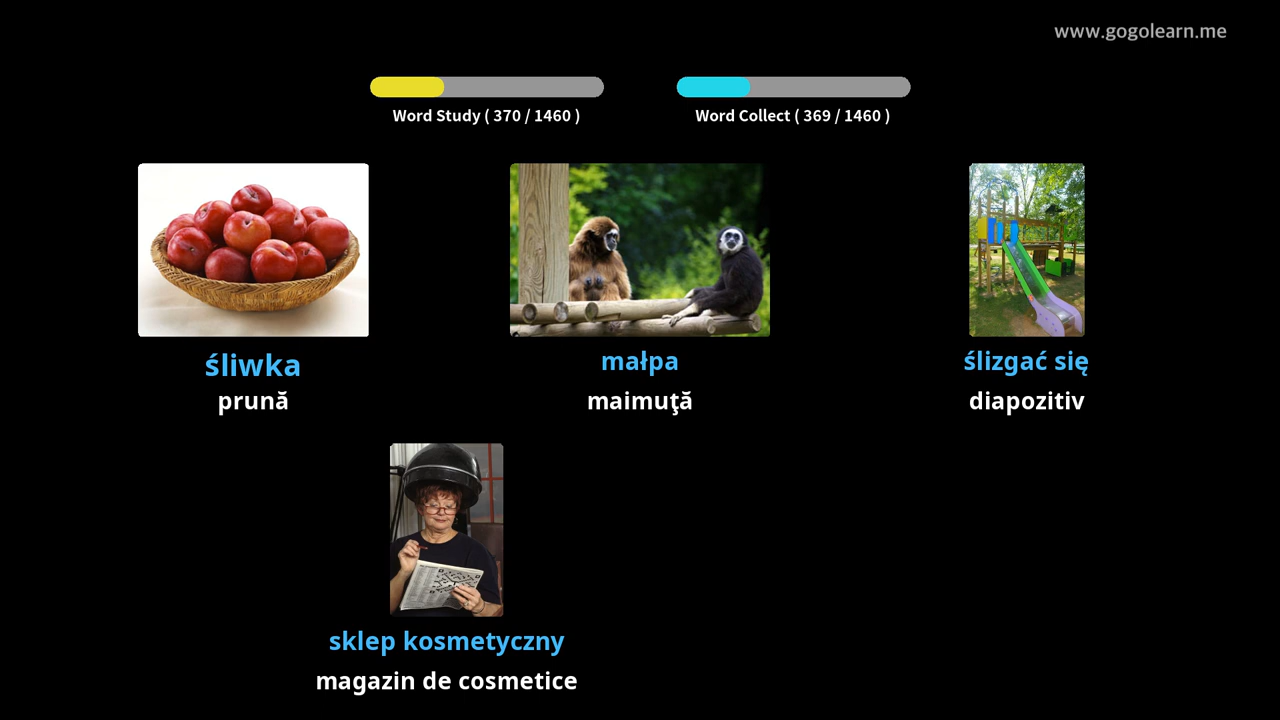 www.gogolearn.me
Word Study ( 370 / 1460 )
Word Collect ( 369 / 1460 )
śliwka
prună
małpa
maimuţă
ślizgać się
diapozitiv
sklep kosmetyczny
magazin de cosmetice